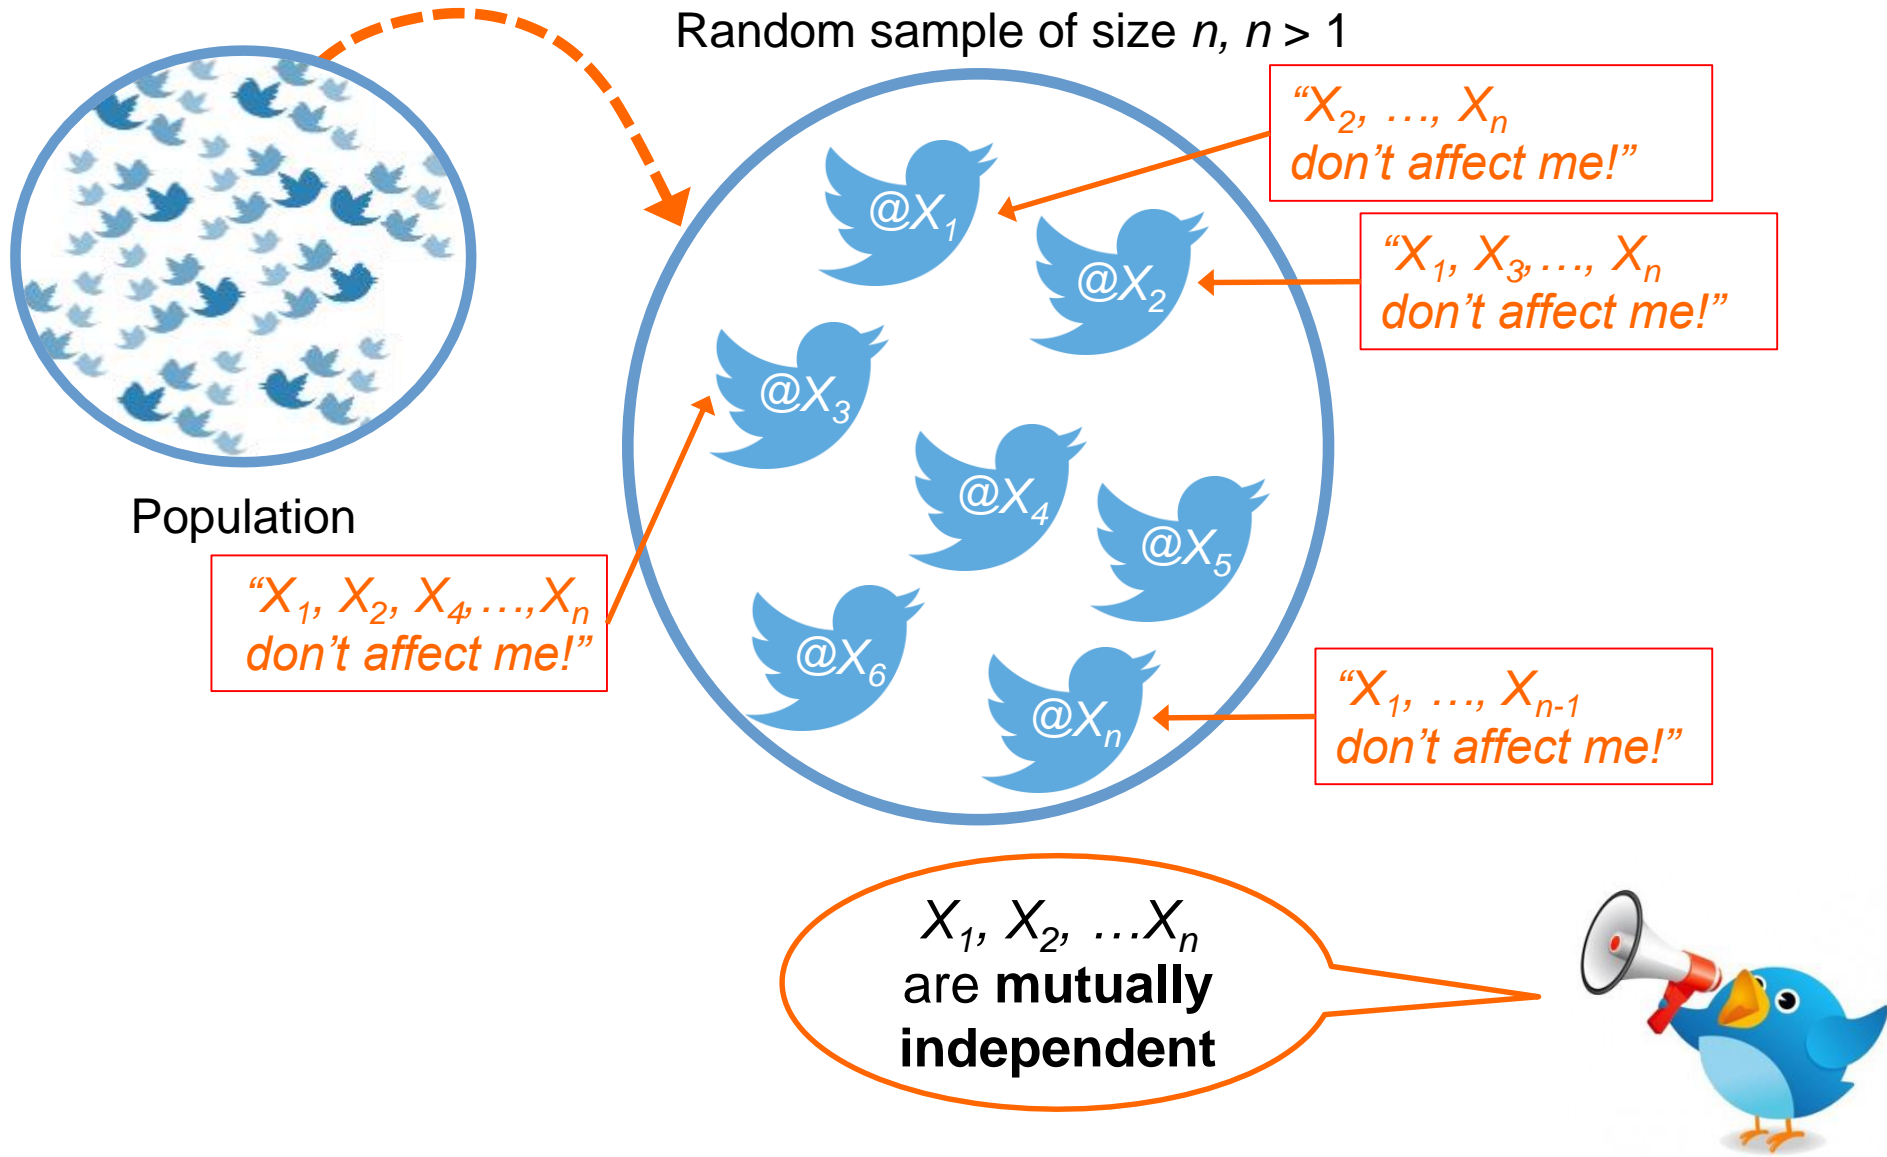 Random sample of size n, n > 1
“X₂, …, Xₙ
don’t affect me!”
@X₁
“X₁, X₃,…, Xₙ
don’t affect me!”
@X₂
@X₃
@X₄
Population
@X₅
“X₁, X₂, X₄,…,Xₙ
don’t affect me!”
@X₆
“X₁, …, Xₙ₋₁
don’t affect me!”
@Xₙ
X₁, X₂, …Xₙ
are mutually
independent